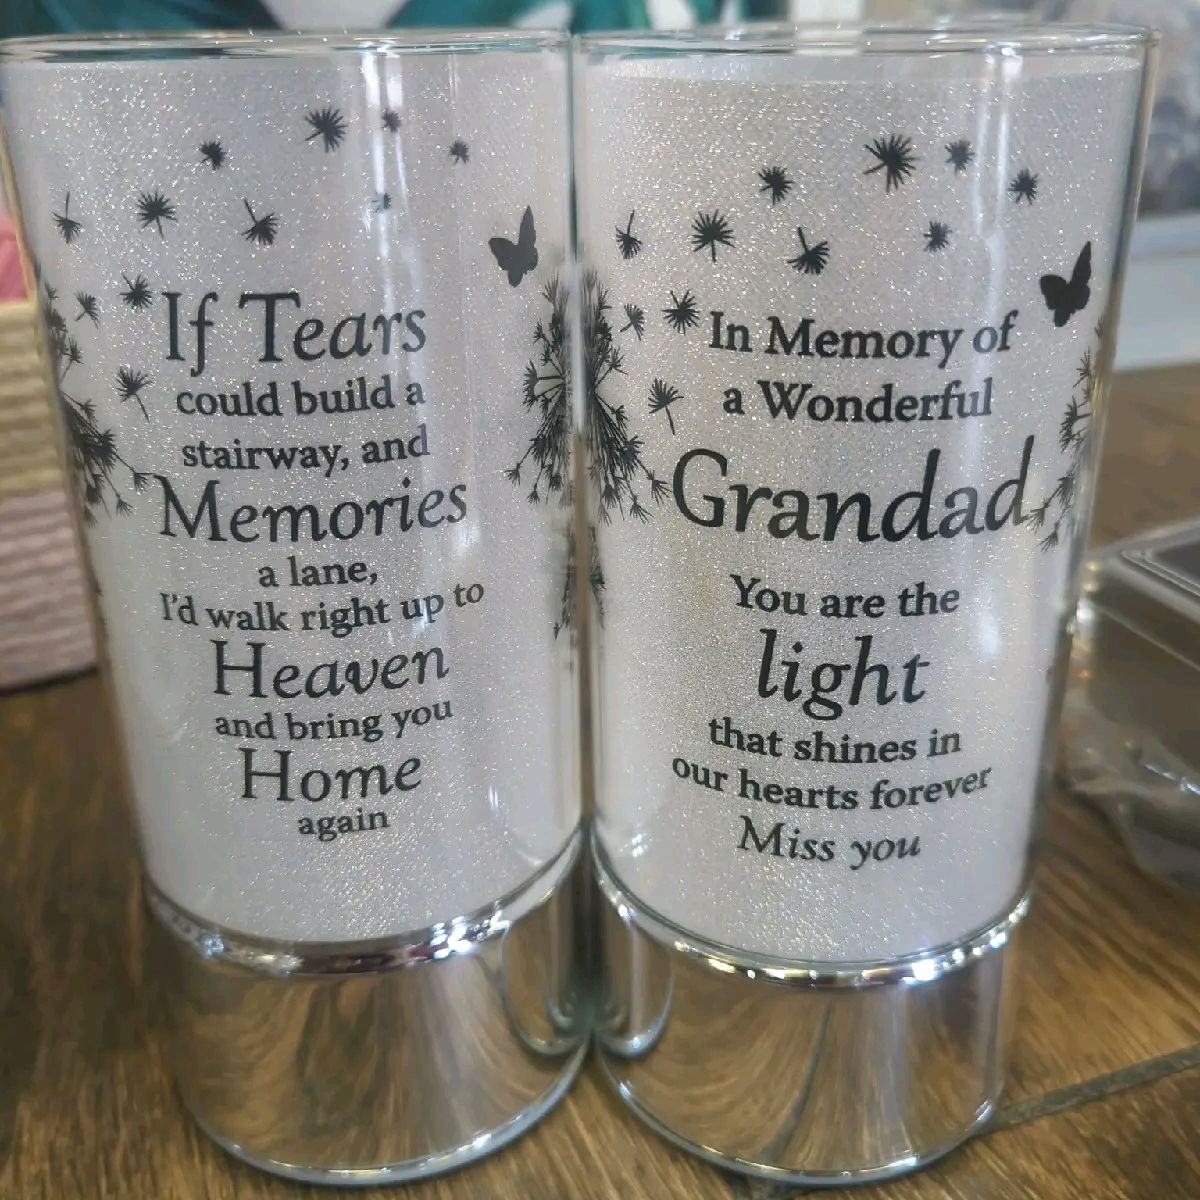 If Tears
could build a
stairway, and
Memories
a lane,
I'd walk right up to
Heaven
and bring you
Home
again
In Memory of
a Wonderful
Grandad
You are the
light
that shines in
our hearts forever
Miss you